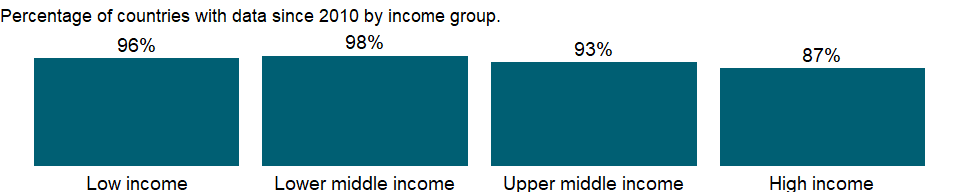 Percentage of countries with data since 2010 by income group.
96% 98% 93% 87%
Low income Lower middle income Upper middle income High income